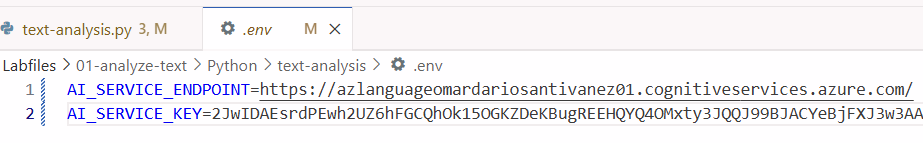 text-analysis.py 3, M .env M
Labfiles > 01-analyze-text > Python > text-analysis > .env
1 AI_SERVICE_ENDPOINT=https://azlanguageomardariosantivanez01.cognitiveservices.azure.com/
2 AI_SERVICE_KEY=2JwIDAEsrdPEwh2UZ6hFGCQhOk15OGKZDeKBugREEHQYQ4OMxty3JQQJ99BJACYeBjFXJ3w3AA